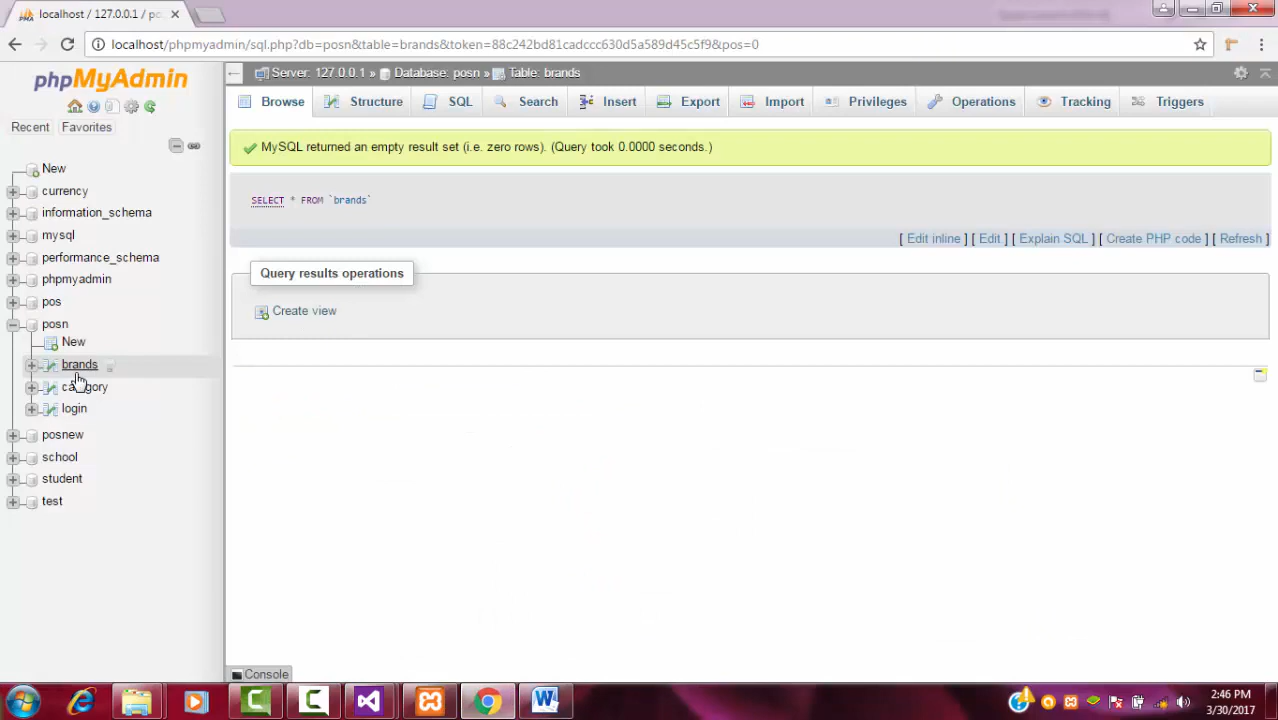 localhost / 127.0.0.1 / po
localhost/phpmyadmin/sql.php?db=posn&table=brands&token=88c242bd81cadccc630d5a589d45c5f9&pos=0
phpMyAdmin
Recent Favorites
New
currency
information_schema
mysql
performance_schema
phpmyadmin
pos
posn
New
brands
category
login
posnew
school
student
test
Server: 127.0.0.1 » Database: posn » Table: brands
Browse Structure SQL Search Insert Export Import Privileges Operations Tracking Triggers
MySQL returned an empty result set (i.e. zero rows). (Query took 0.0000 seconds.)
SELECT * FROM `brands`
[ Edit inline ] [ Edit ] [ Explain SQL ] [ Create PHP code ] [ Refresh ]
Query results operations
Create view
Console
2:46 PM
3/30/2017